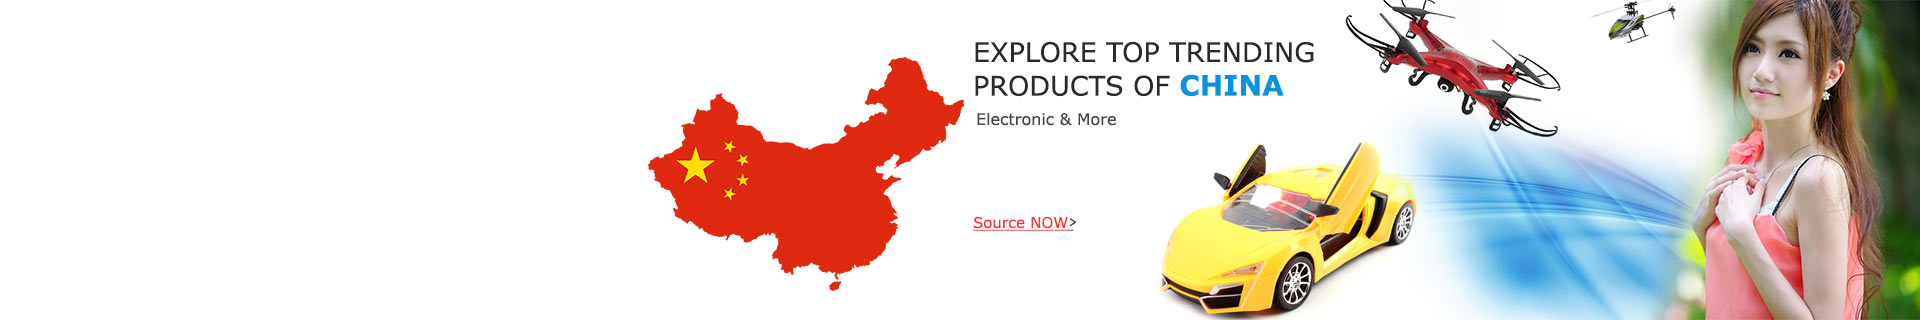 EXPLORE TOP TRENDING
PRODUCTS OF CHINA
Electronic & More
Source NOW>